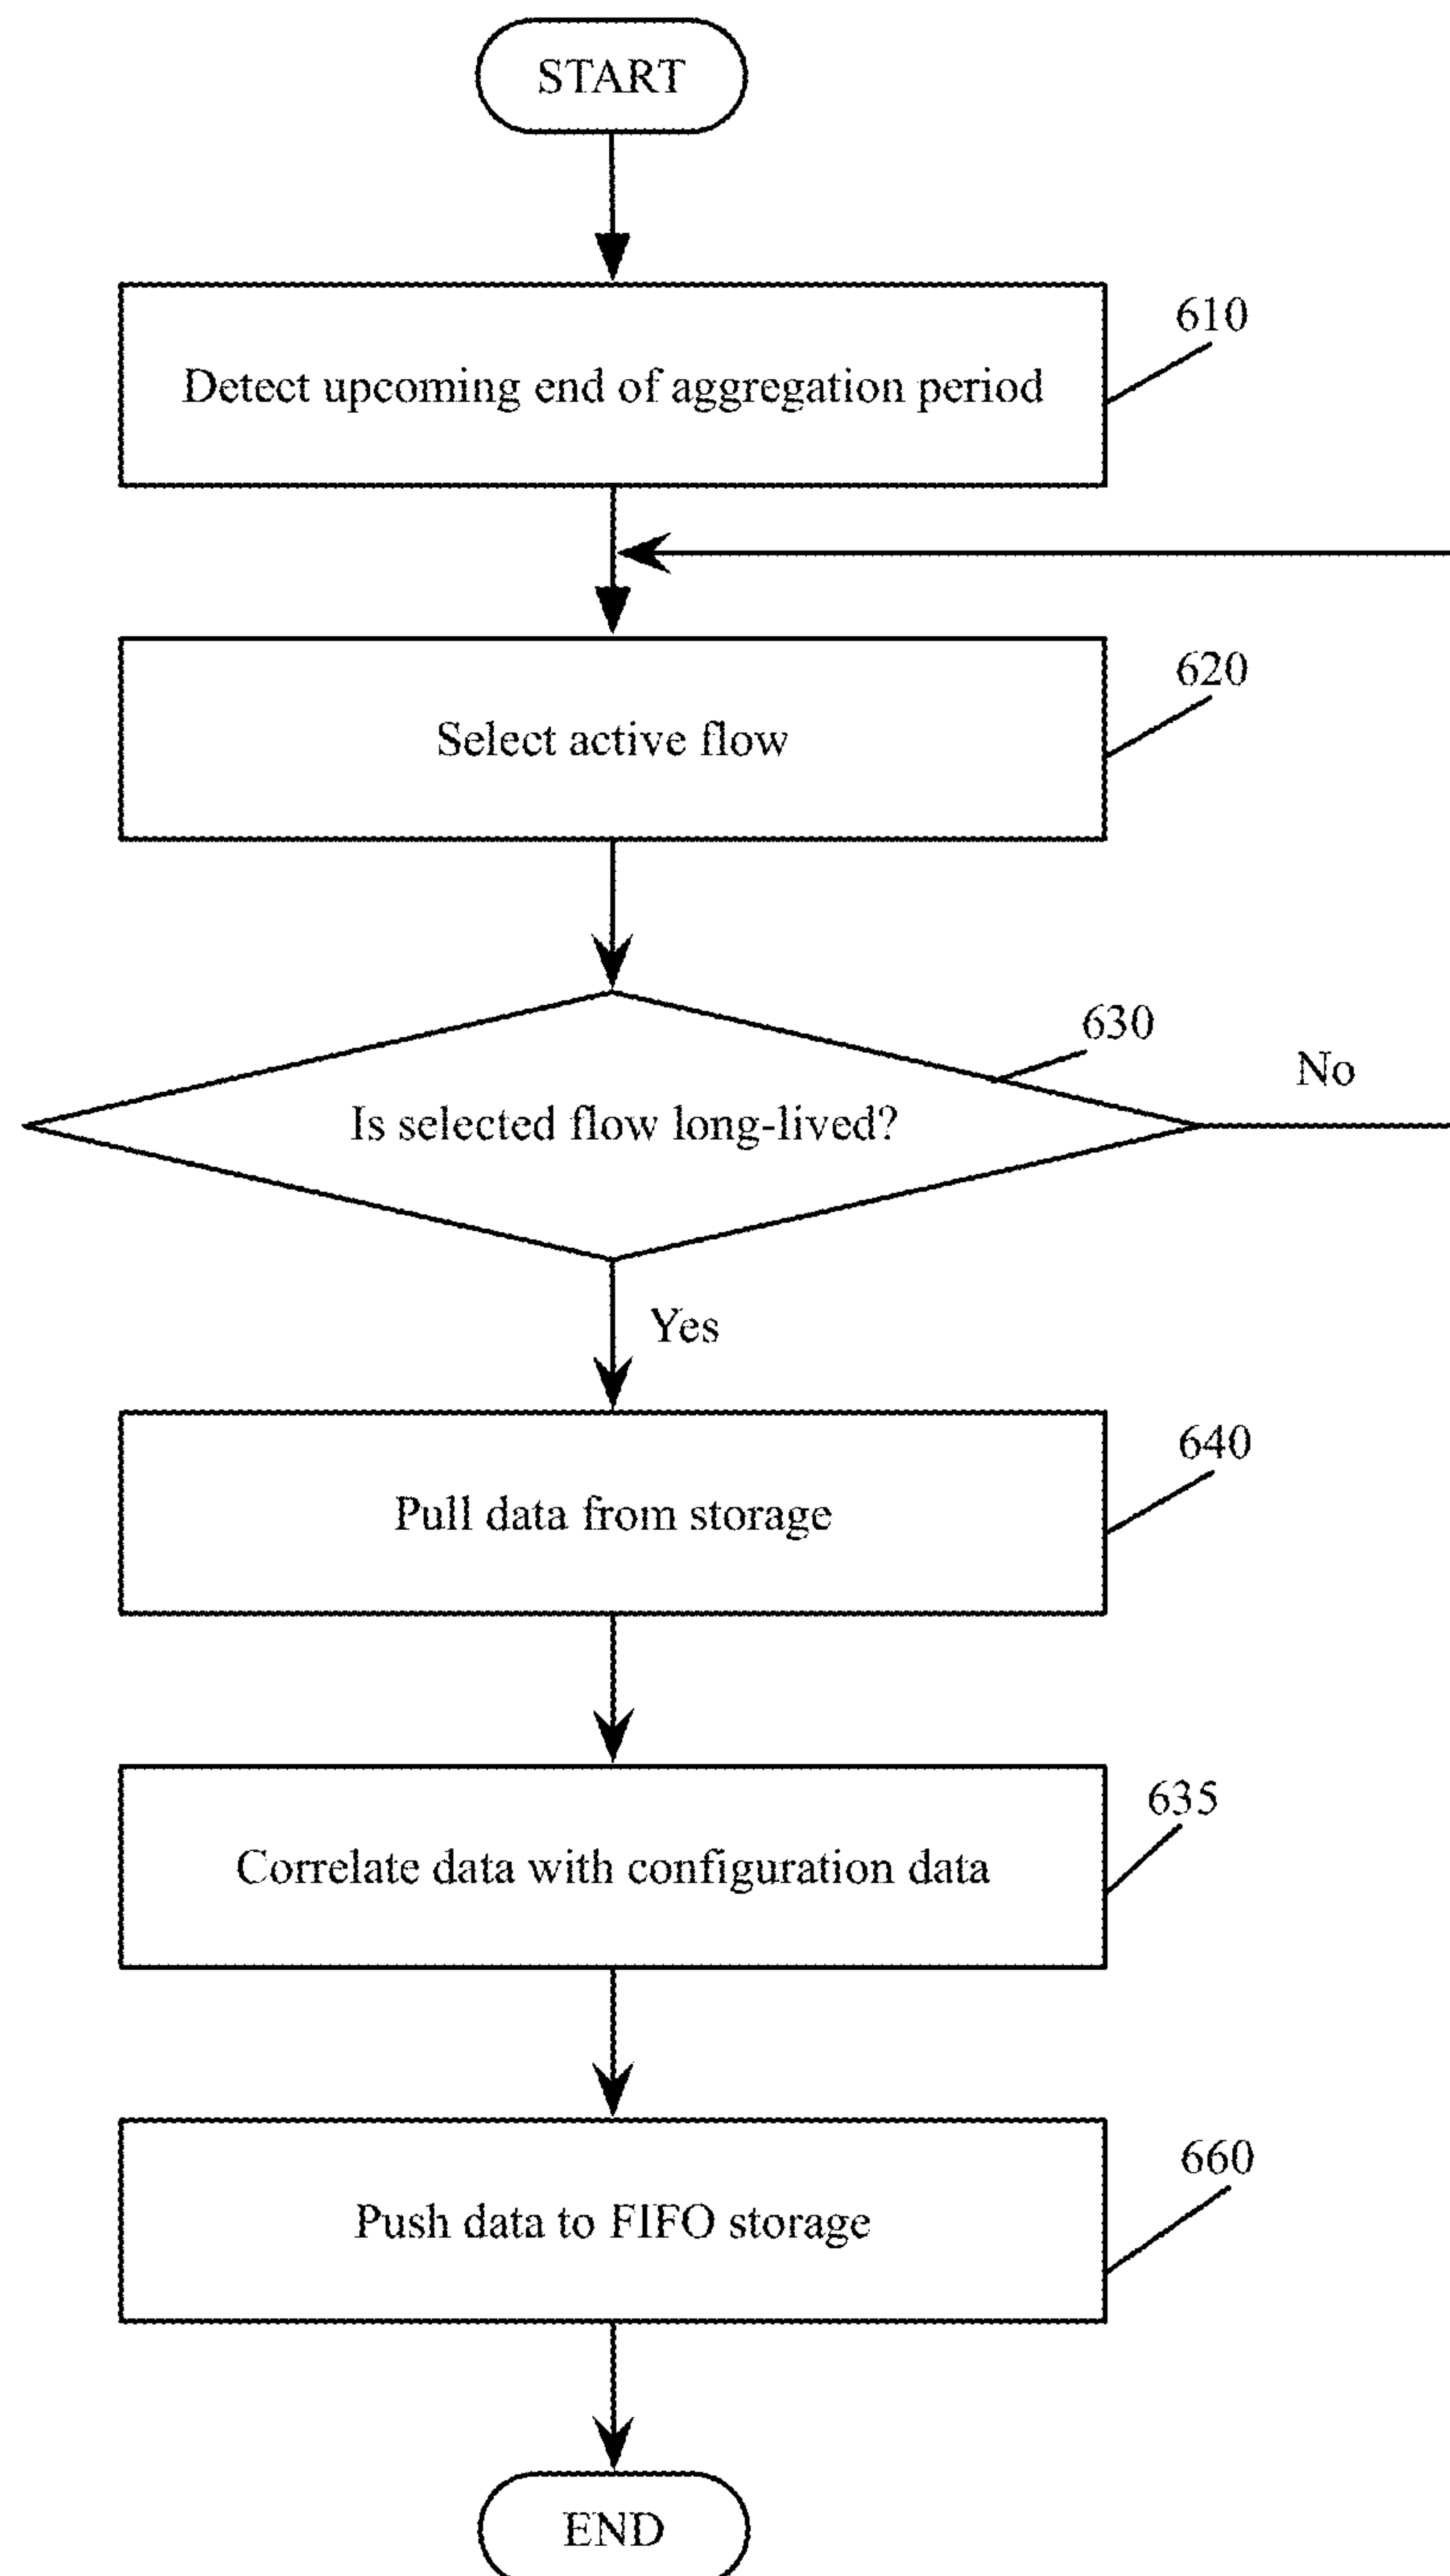 START
610
Detect upcoming end of aggregation period
620
Select active flow
630
No
Is selected flow long-lived?
Yes
640
Pull data from storage
635
Correlate data with configuration data
660
Push data to FIFO storage
END